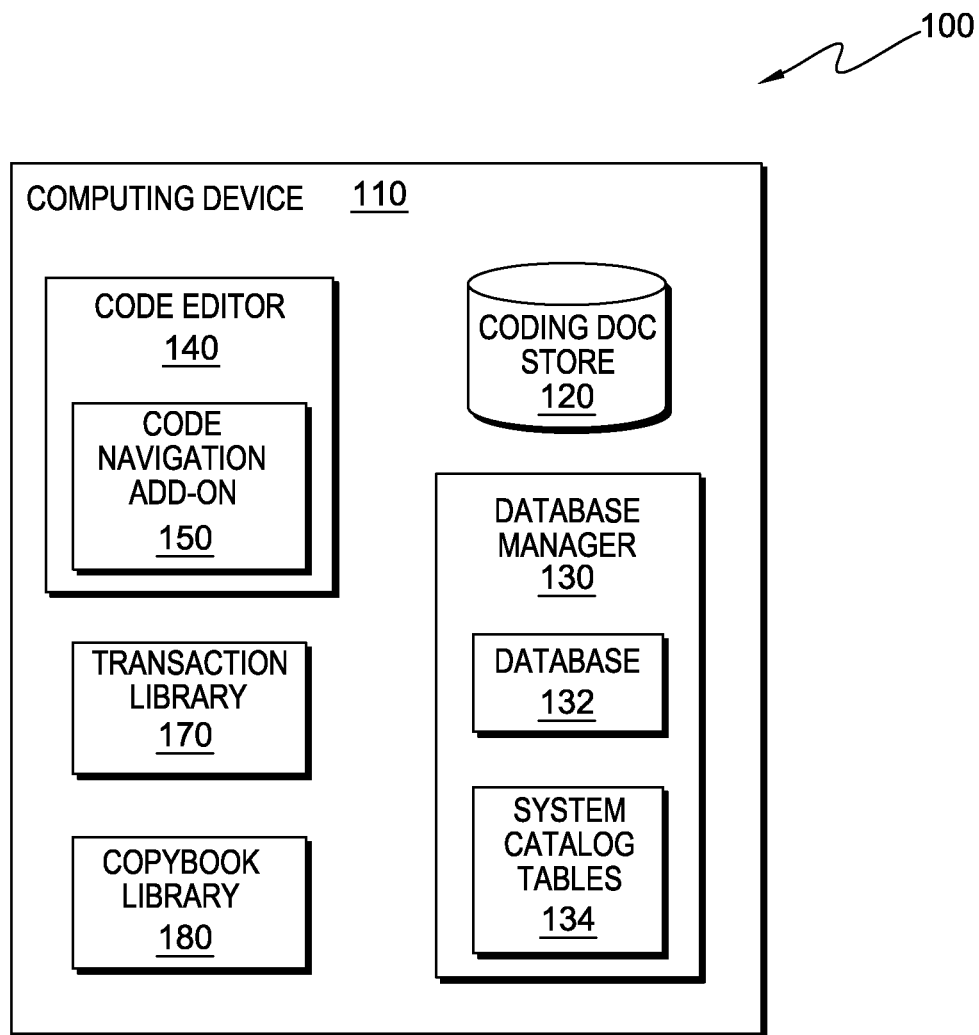 100
COMPUTING DEVICE 110
CODE EDITOR
140
CODE
NAVIGATION
ADD-ON
150
CODING DOC
STORE
120
DATABASE
MANAGER
130
DATABASE
132
SYSTEM
CATALOG
TABLES
134
TRANSACTION
LIBRARY
170
COPYBOOK
LIBRARY
180